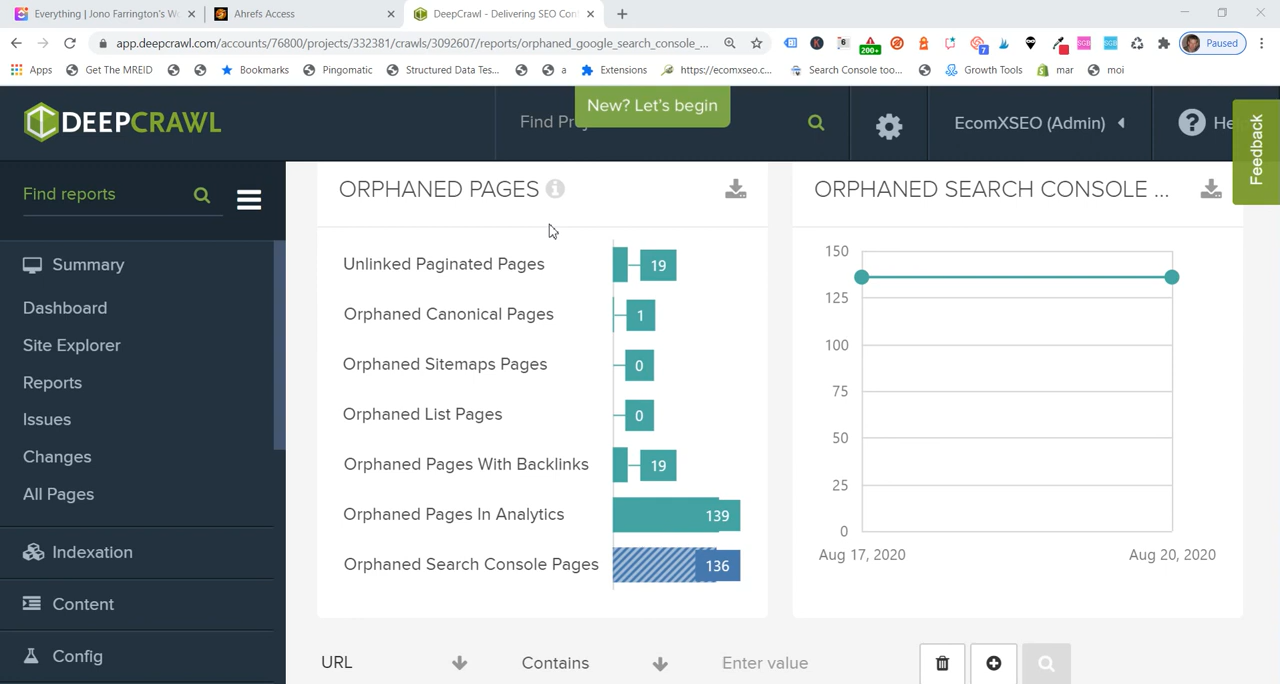 Everything | Jono Farrington's W
Ahrefs Access
DeepCrawl - Delivering SEO Con
app.deepcrawl.com/accounts/76800/projects/332381/crawls/3092607/reports/orphaned_google_search_console_...
Paused
Apps
Get The MREID
Bookmarks
Pingomatic
Structured Data Tes...
a
Extensions
https://ecomxseo.c...
Search Console too...
Growth Tools
mar
moi
DEEPCRAWL
Find Pr
New? Let's begin
EcomXSEO (Admin)
He
Feedback
Find reports
Summary
Dashboard
Site Explorer
Reports
Issues
Changes
All Pages
Indexation
Content
Config
ORPHANED PAGES
Unlinked Paginated Pages 19
Orphaned Canonical Pages 1
Orphaned Sitemaps Pages 0
Orphaned List Pages 0
Orphaned Pages With Backlinks 19
Orphaned Pages In Analytics 139
Orphaned Search Console Pages 136
ORPHANED SEARCH CONSOLE ...
150
125
100
75
50
25
0
Aug 17, 2020 Aug 20, 2020
URL Contains Enter value